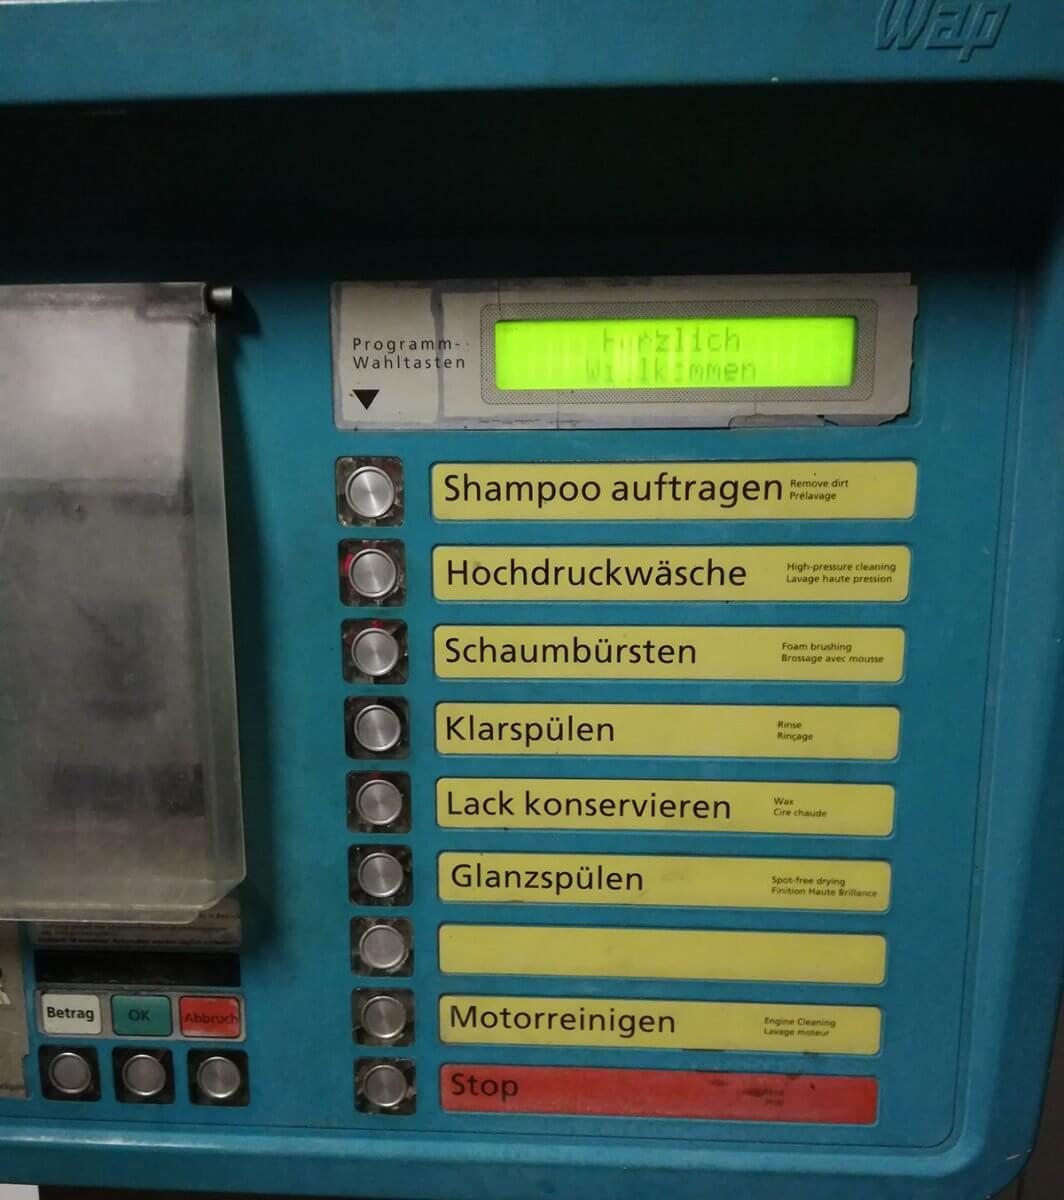 Wap
Programm-
Wahltasten
Herzlich
Willkommen
Shampoo auftragen
Remove dirt
Prélavage
Hochdruckwäsche
High-pressure cleaning
Lavage haute pression
Schaumbürsten
Foam brushing
Brossage avec mousse
Klarspülen
Rinse
Rinçage
Lack konservieren
Wax
Cire chaude
Glanzspülen
Spot-free drying
Finition Haute Brillance
Motorreinigen
Engine Cleaning
Lavage moteur
Stop
Betrag
OK
Abbruch